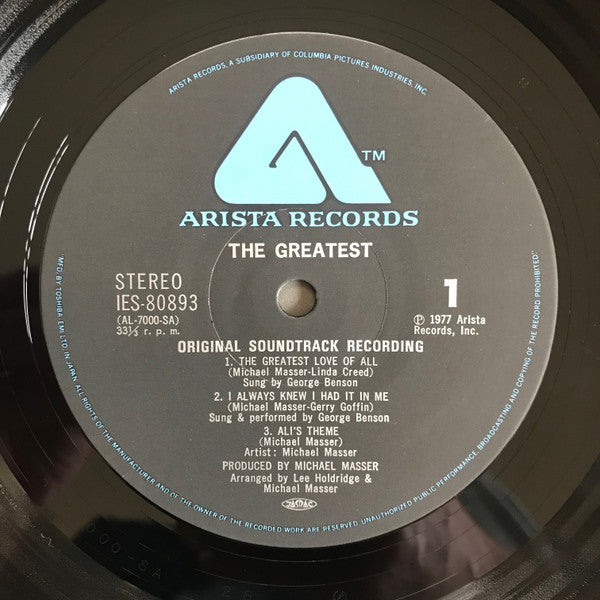 ARISTA RECORDS, A SUBSIDIARY OF COLUMBIA PICTURES INDUSTRIES, INC.
TM
ARISTA RECORDS
THE GREATEST
STEREO
IES-80893
(AL-7000-SA)
33⅓ r. p. m.
1
Ⓟ 1977 Arista
Records, Inc.
ORIGINAL SOUNDTRACK RECORDING
1. THE GREATEST LOVE OF ALL
(Michael Masser-Linda Creed)
Sung by George Benson
2. I ALWAYS KNEW I HAD IT IN ME
(Michael Masser-Gerry Goffin)
Sung & performed by George Benson
3. ALI'S THEME
(Michael Masser)
Artist: Michael Masser
PRODUCED BY MICHAEL MASSER
Arranged by Lee Holdridge &
Michael Masser
JASRAC
"MFD. BY TOSHIBA EMI LTD. IN JAPAN. ALL RIGHTS OF THE MANUFACTURER AND OF THE OWNER OF THE RECORDED WORK ARE RESERVED. UNAUTHORIZED PUBLIC PERFORMANCE, BROADCASTING AND COPYING OF THE RECORD PROHIBITED"